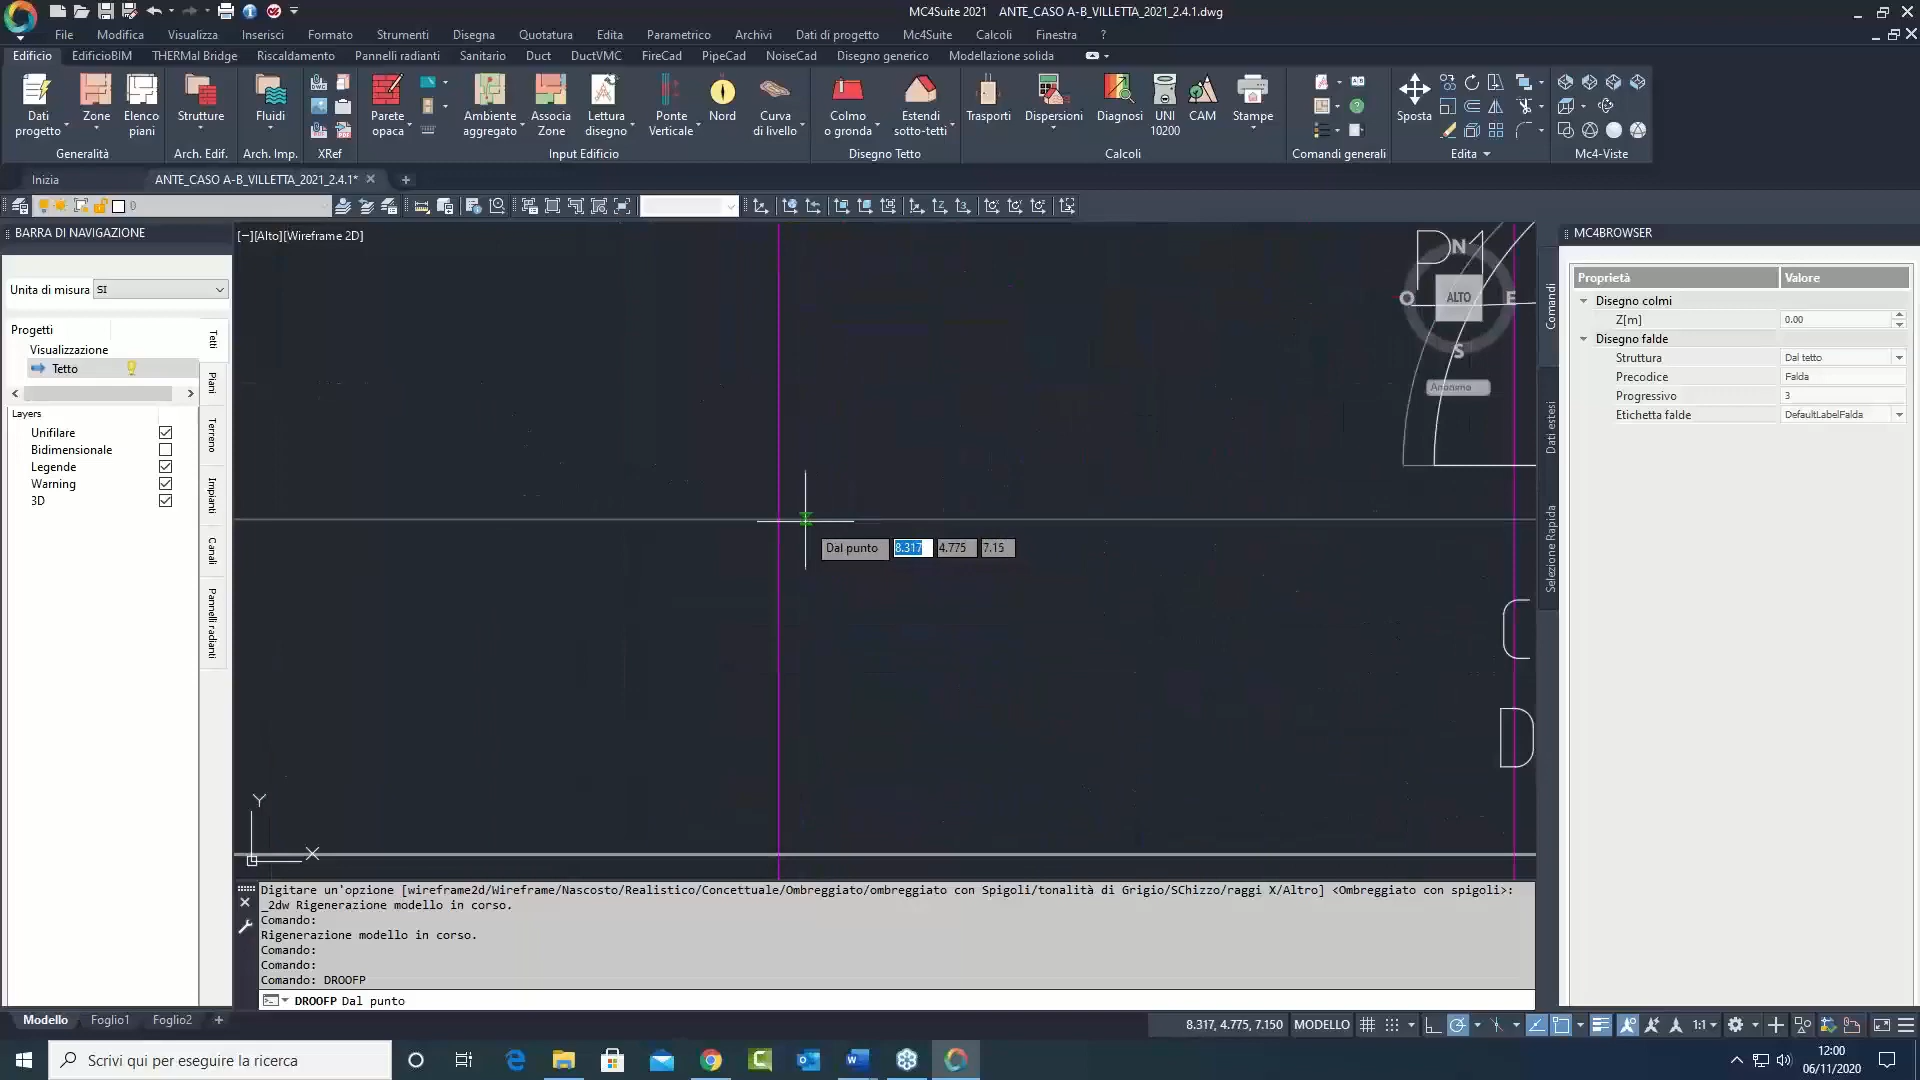 MC4Suite 2021 ANTE_CASO A-B_VILLETTA_2021_2.4.1.dwg
File Modifica Visualizza Inserisci Formato Strumenti Disegna Quotatura Edita Parametrico Archivi Dati di progetto Mc4Suite Calcoli Finestra ?
Edificio EdificioBIM THERMal Bridge Riscaldamento Pannelli radianti Sanitario Duct DuctVMC FireCad PipeCad NoiseCad Disegno generico Modellazione solida
Dati progetto
Zone
Elenco piani
Strutture
Fluidi
Parete opaca
Ambiente aggregato
Associa Zone
Lettura disegno
Ponte Verticale
Nord
Curva di livello
Colmo o gronda
Estendi sotto-tetti
Trasporti
Dispersioni
Diagnosi
UNI 10200
CAM
Stampe
Sposta
Generalità Arch. Edif. Arch. Imp. XRef Input Edificio Disegno Tetto Calcoli Comandi generali Edita Mc4-Viste
Inizia ANTE_CASO A-B_VILLETTA_2021_2.4.1*
0
BARRA DI NAVIGAZIONE
Unita di misura SI
Progetti
Visualizzazione
Tetto
Layers
Unifilare
Bidimensionale
Legende
Warning
3D
Tetti
Piani
Terreno
Impianti
Canali
Pannelli radianti
[−][Alto][Wireframe 2D]
PN1
N
O ALTO E
S
Anonimo
Dal punto 8.317 4.775 7.15
C
D
Y
X
Comandi
Dati estesi
Selezione Rapida
MC4BROWSER
Proprietà Valore
Disegno colmi
Z[m] 0.00
Disegno falde
Struttura Dal tetto
Precodice Falda
Progressivo 3
Etichetta falde DefaultLabelFalda
Digitare un'opzione [wireframe2d/Wireframe/Nascosto/Realistico/Concettuale/Ombreggiato/ombreggiato con Spigoli/tonalità di Grigio/SChizzo/raggi X/Altro] <Ombreggiato con spigoli>:
_2dw Rigenerazione modello in corso.
Comando:
Rigenerazione modello in corso.
Comando:
Comando:
Comando: DROOFP
DROOFP Dal punto
Modello Foglio1 Foglio2 +
8.317, 4.775, 7.150 MODELLO 1:1
Scrivi qui per eseguire la ricerca
12:00
06/11/2020